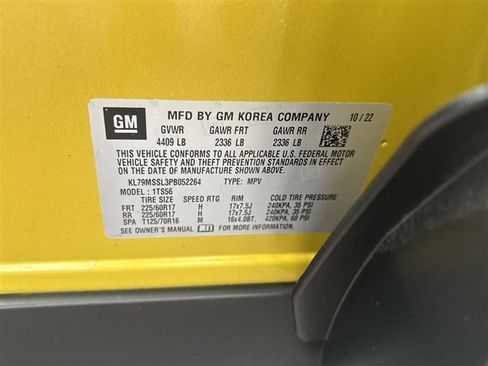 GM MFD BY GM KOREA COMPANY 10/22
GVWR GAWR FRT GAWR RR
4409 LB 2336 LB 2336 LB
THIS VEHICLE CONFORMS TO ALL APPLICABLE U.S. FEDERAL MOTOR
VEHICLE SAFETY AND THEFT PREVENTION STANDARDS IN EFFECT
ON THE DATE OF MANUFACTURE SHOWN ABOVE.
KL79MSSL3PB052264 TYPE: MPV
MODEL: 1TS56
TIRE SIZE SPEED RTG RIM COLD TIRE PRESSURE
FRT 225/60R17 H 17x7.5J 240KPA, 35 PSI
RR 225/60R17 H 17x7.5J 240KPA, 35 PSI
SPA T125/70R16 M 16x4.0BT 420KPA, 60 PSI
SEE OWNER'S MANUAL FOR MORE INFORMATION.